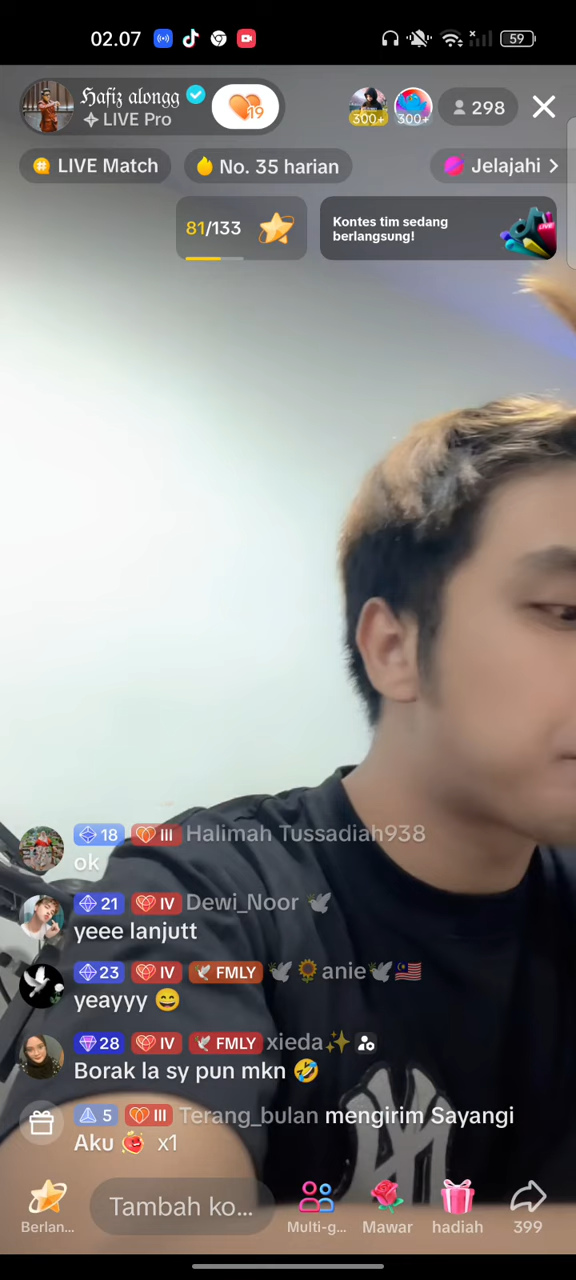 02.07
59
Hafiz alongg
LIVE Pro
19
300+
300+
298
LIVE Match
No. 35 harian
Jelajahi >
81/133
Kontes tim sedang
berlangsung!
LIVE
18 III Halimah Tussadiah938
ok
21 IV Dewi_Noor 🕊
yeee lanjutt
23 IV FMLY 🕊🌻anie🕊🇲🇾
yeayyy 😄
28 IV FMLY xieda✨
Borak la sy pun mkn 🤣
5 III Terang_bulan mengirim Sayangi
Aku x1
Berlan...
Tambah ko...
Multi-g...
Mawar
hadiah
399